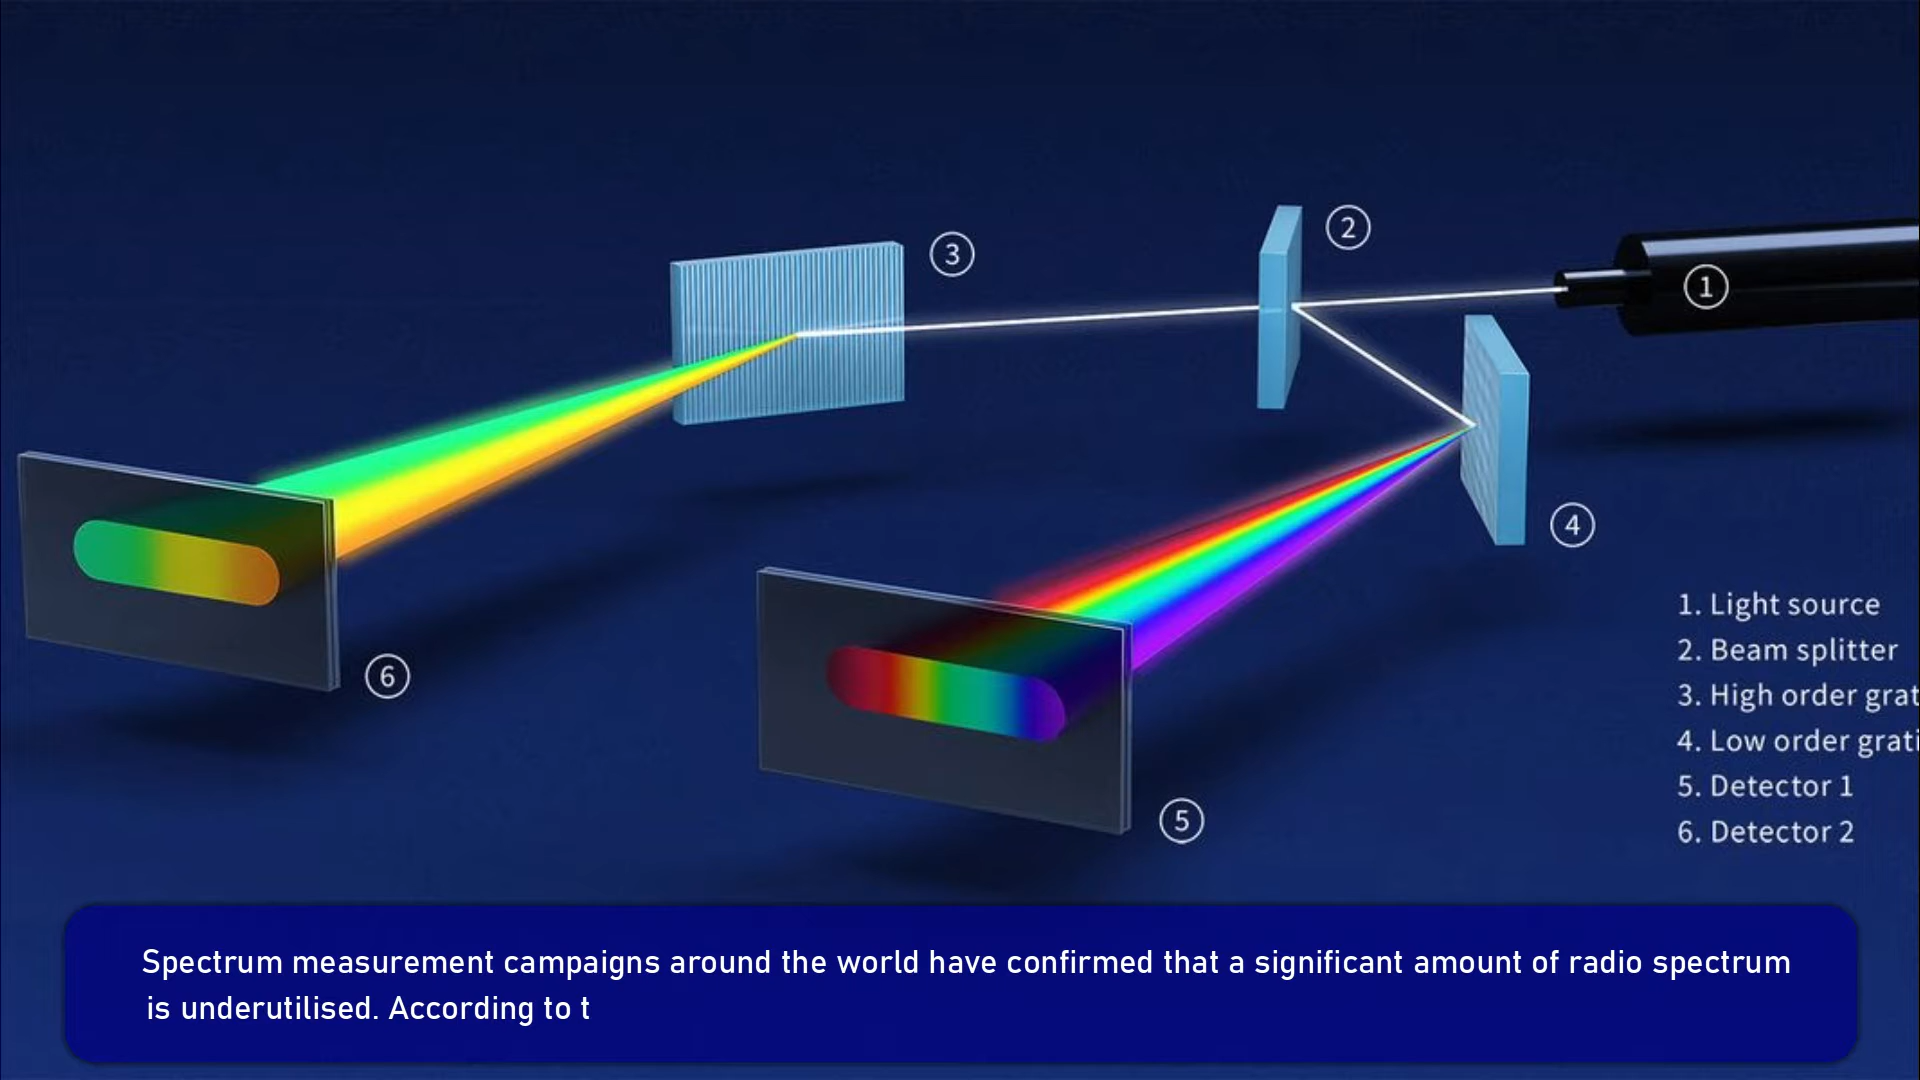 2
3
1
4
6
5
1. Light source
2. Beam splitter
3. High order grat
4. Low order grati
5. Detector 1
6. Detector 2
Spectrum measurement campaigns around the world have confirmed that a significant amount of radio spectrum
is underutilised. According to t